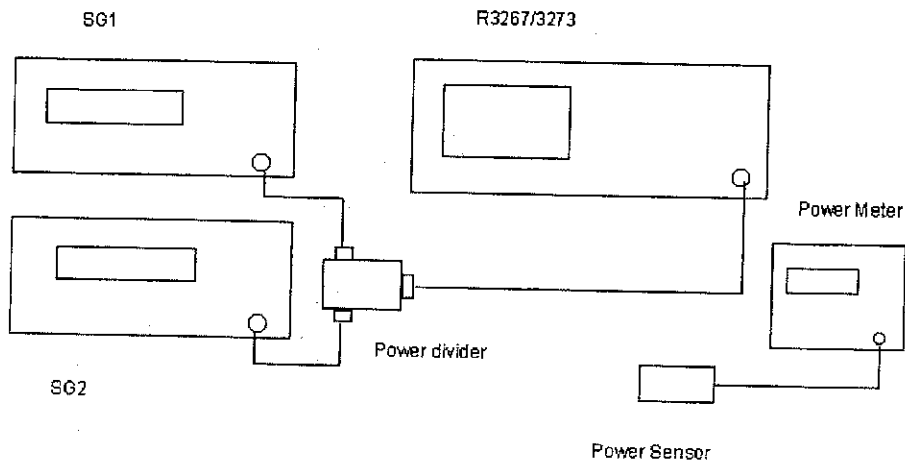 SG1
R3267/3273
Power Meter
Power divider
SG2
Power Sensor